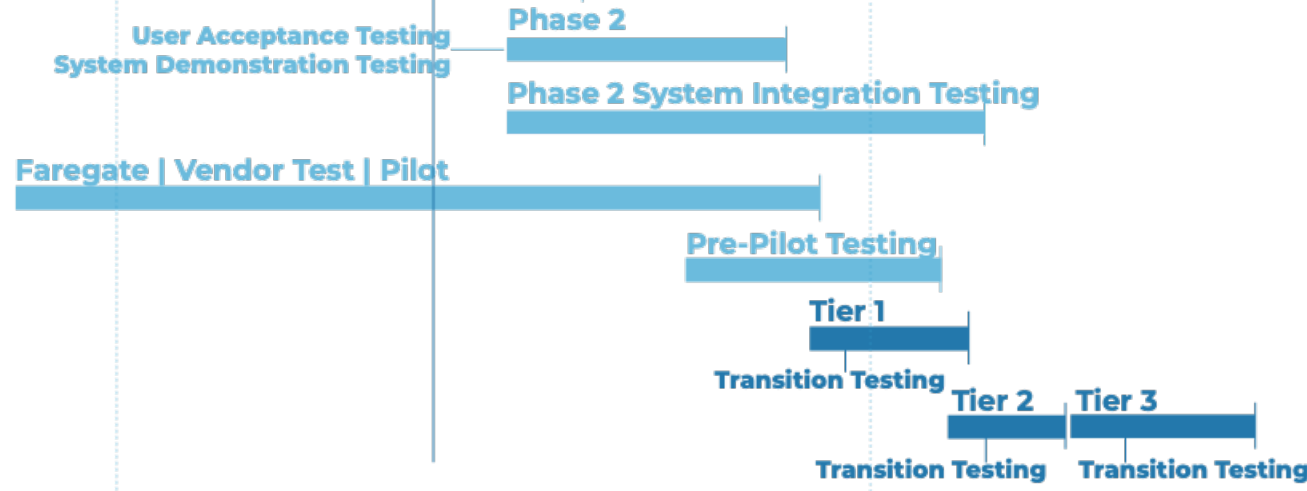 Phase 2
User Acceptance Testing
System Demonstration Testing
Phase 2 System Integration Testing
Faregate | Vendor Test | Pilot
Pre-Pilot Testing
Tier 1
Transition Testing
Tier 2
Tier 3
Transition Testing
Transition Testing